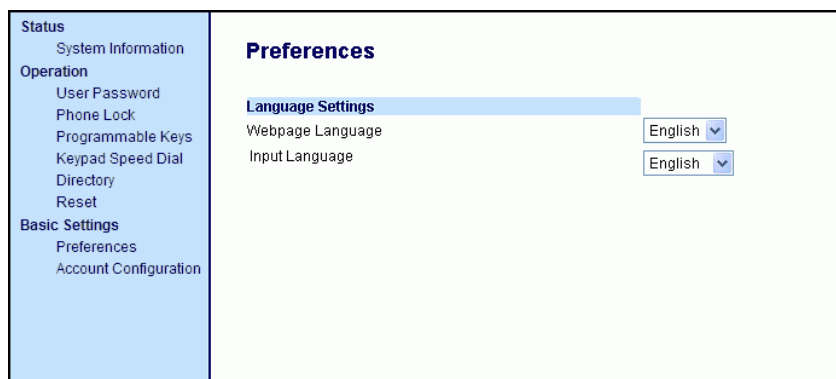 Status
System Information
Operation
User Password
Phone Lock
Programmable Keys
Keypad Speed Dial
Directory
Reset
Basic Settings
Preferences
Account Configuration
Preferences
Language Settings
Webpage Language English
Input Language English